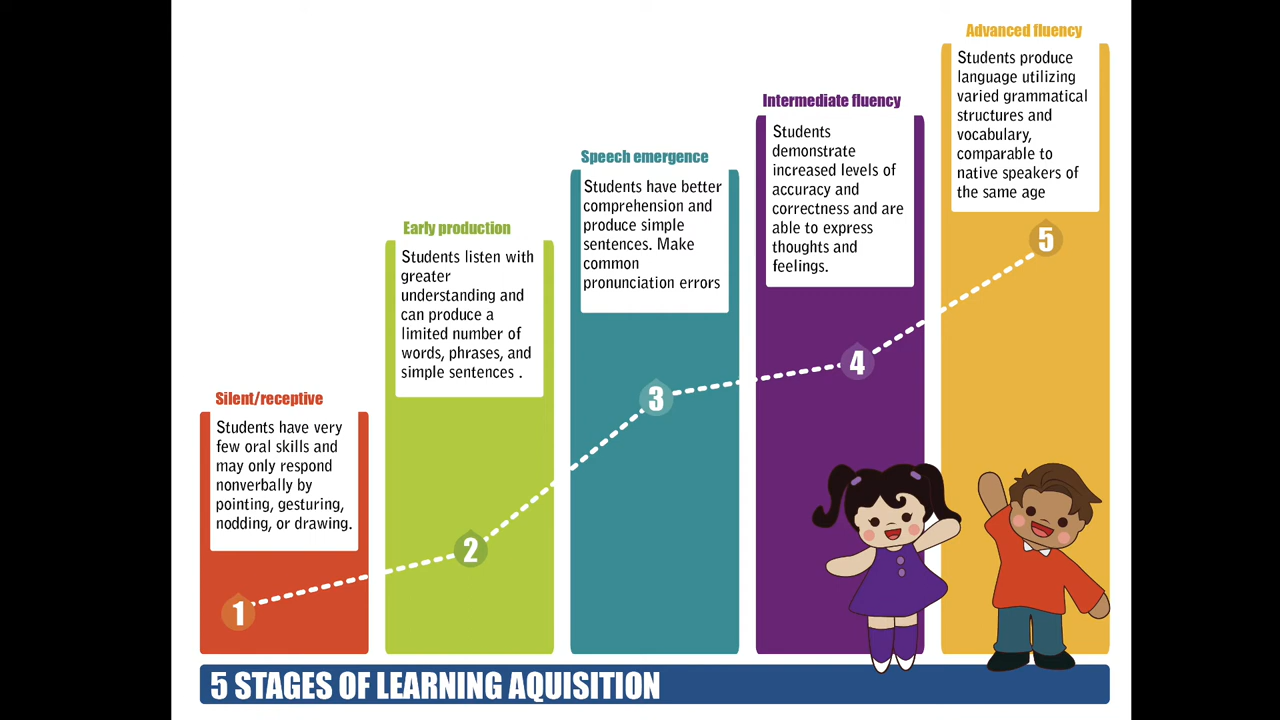 Silent/receptive
Students have very
few oral skills and
may only respond
nonverbally by
pointing, gesturing,
nodding, or drawing.
1
Early production
Students listen with
greater
understanding and
can produce a
limited number of
words, phrases, and
simple sentences .
2
Speech emergence
Students have better
comprehension and
produce simple
sentences. Make
common
pronunciation errors
3
Intermediate fluency
Students
demonstrate
increased levels of
accuracy and
correctness and are
able to express
thoughts and
feelings.
4
Advanced fluency
Students produce
language utilizing
varied grammatical
structures and
vocabulary,
comparable to
native speakers of
the same age
5
5 STAGES OF LEARNING AQUISITION